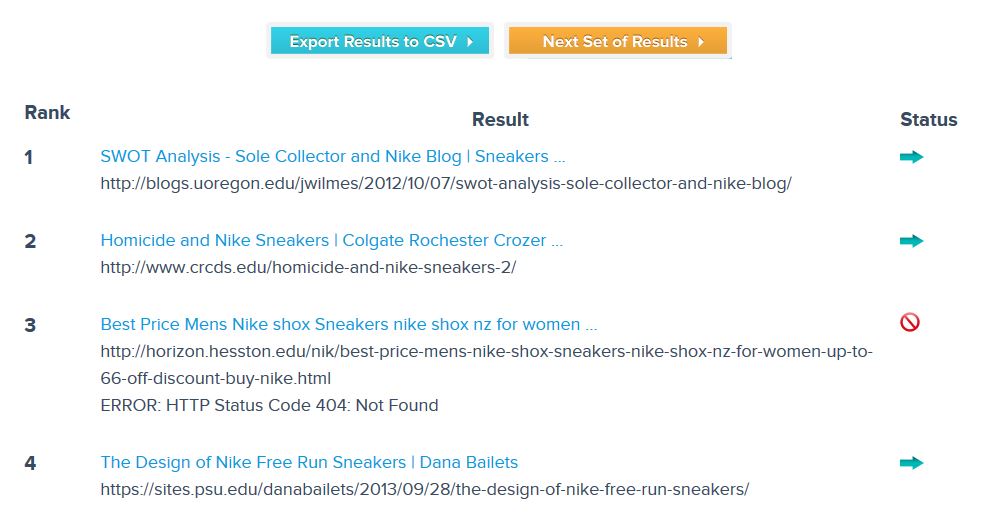 Export Results to CSV
Next Set of Results
Rank
Result
Status
1
SWOT Analysis - Sole Collector and Nike Blog | Sneakers ...
http://blogs.uoregon.edu/jwilmes/2012/10/07/swot-analysis-sole-collector-and-nike-blog/
2
Homicide and Nike Sneakers | Colgate Rochester Crozer ...
http://www.crcds.edu/homicide-and-nike-sneakers-2/
3
Best Price Mens Nike shox Sneakers nike shox nz for women ...
http://horizon.hesston.edu/nik/best-price-mens-nike-shox-sneakers-nike-shox-nz-for-women-up-to-
66-off-discount-buy-nike.html
ERROR: HTTP Status Code 404: Not Found
4
The Design of Nike Free Run Sneakers | Dana Bailets
https://sites.psu.edu/danabailets/2013/09/28/the-design-of-nike-free-run-sneakers/